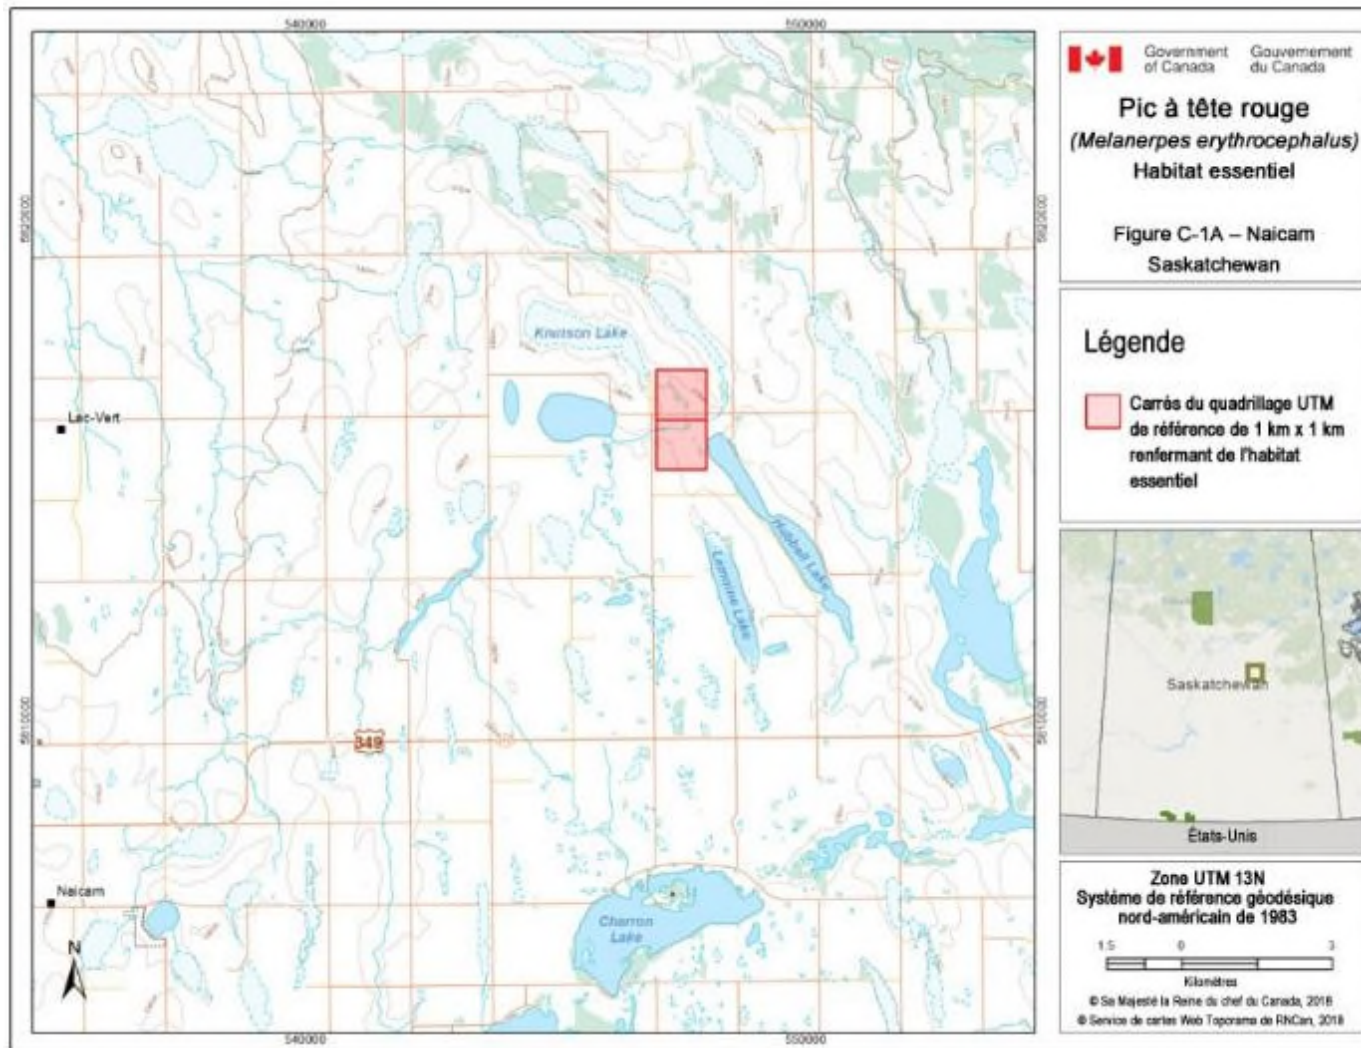 540000
550000
Government of Canada
Gouvernement du Canada
Pic à tête rouge
(Melanerpes erythrocephalus)
Habitat essentiel
Figure C-1A – Naicam
Saskatchewan
Légende
Carrés du quadrillage UTM
de référence de 1 km x 1 km
renfermant de l'habitat
essentiel
Knutson Lake
Lac-Vert
Hubball Lake
Lemoine Lake
349
Naicam
Charron
Lake
N
540000
550000
Saskatchewan
États-Unis
Zone UTM 13N
Système de référence géodésique
nord-américain de 1983
1.5 0 3
Kilomètres
© Sa Majesté la Reine du chef du Canada, 2018
© Service de cartes Web Toporama de RNCan, 2018